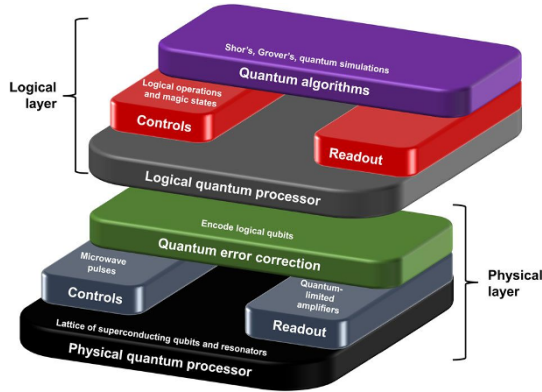 Shor's, Grover's, quantum simulations
Quantum algorithms
Logical
layer
Logical operations
and magic states
Controls
Readout
Logical quantum processor
Encode logical qubits
Quantum error correction
Physical
layer
Microwave
pulses
Controls
Quantum-
limited
amplifiers
Readout
Lattice of superconducting qubits and resonators
Physical quantum processor